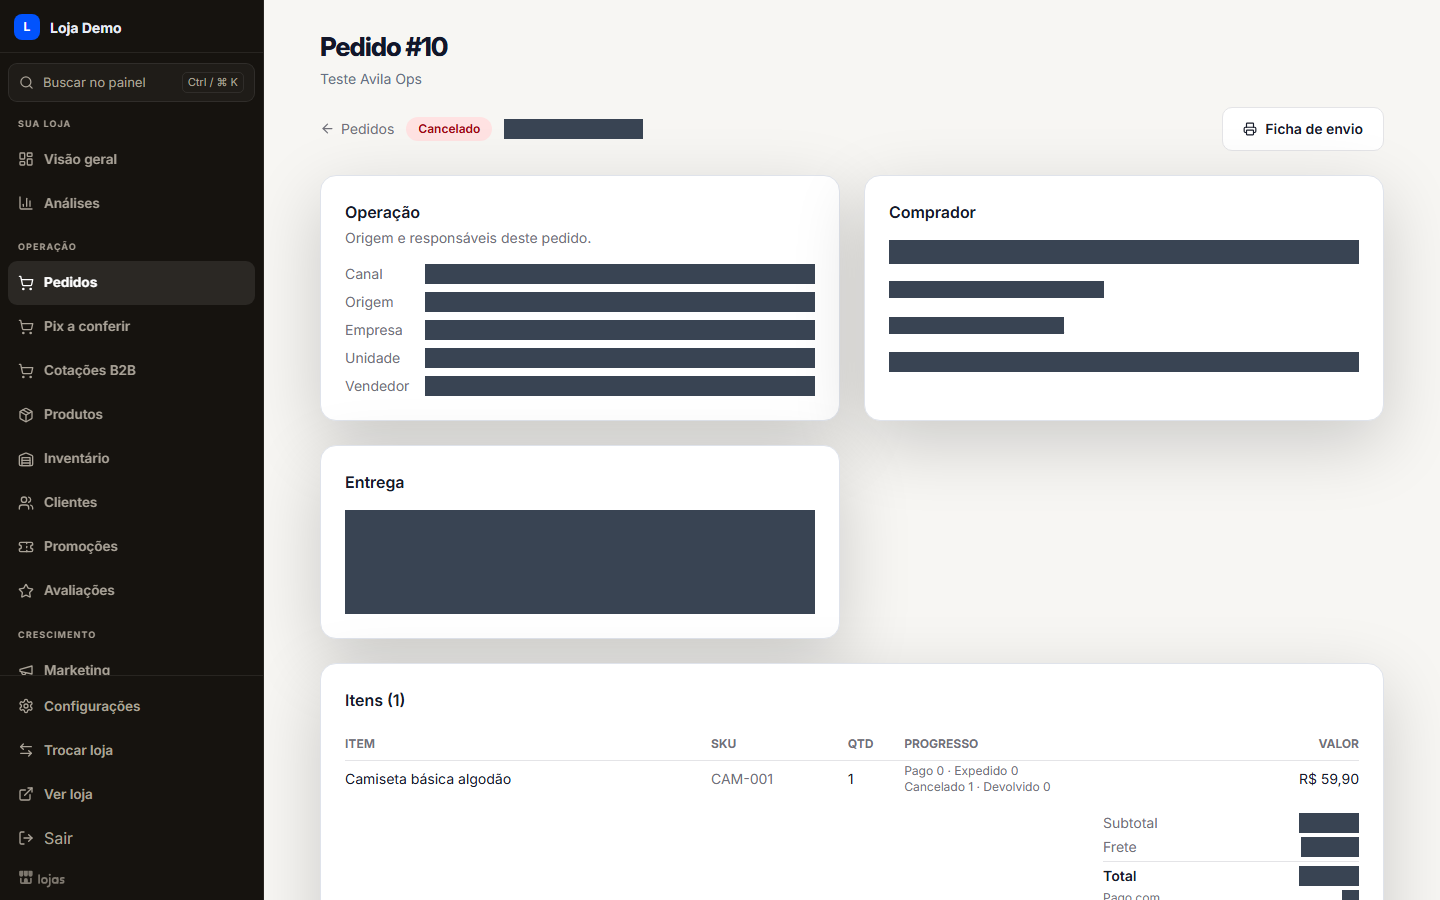 L Loja Demo
Buscar no painel Ctrl / ⌘ K
SUA LOJA
Visão geral
Análises
OPERAÇÃO
Pedidos
Pix a conferir
Cotações B2B
Produtos
Inventário
Clientes
Promoções
Avaliações
CRESCIMENTO
Marketing
Configurações
Trocar loja
Ver loja
Sair
lojas
Pedido #10
Teste Avila Ops
Pedidos Cancelado
Ficha de envio
Operação
Origem e responsáveis deste pedido.
Canal
Origem
Empresa
Unidade
Vendedor
Comprador
Entrega
Itens (1)
ITEM SKU QTD PROGRESSO VALOR
Camiseta básica algodão CAM-001 1 Pago 0 · Expedido 0 R$ 59,90
Cancelado 1 · Devolvido 0
Subtotal
Frete
Total
Pago com